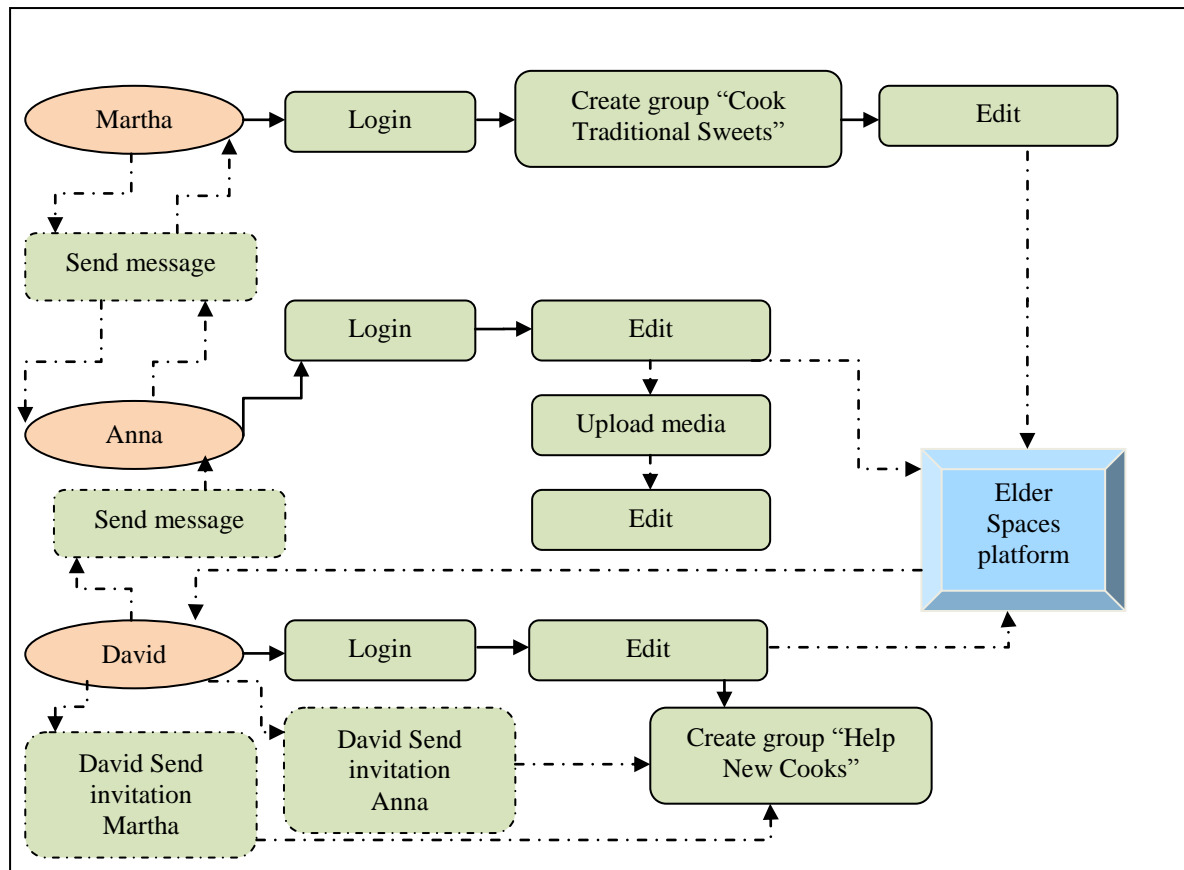 Martha
Login
Create group “Cook
Traditional Sweets”
Edit
Send message
Login
Edit
Anna
Upload media
Send message
Edit
Elder
Spaces
platform
David
Login
Edit
David Send
invitation
Martha
David Send
invitation
Anna
Create group “Help
New Cooks”